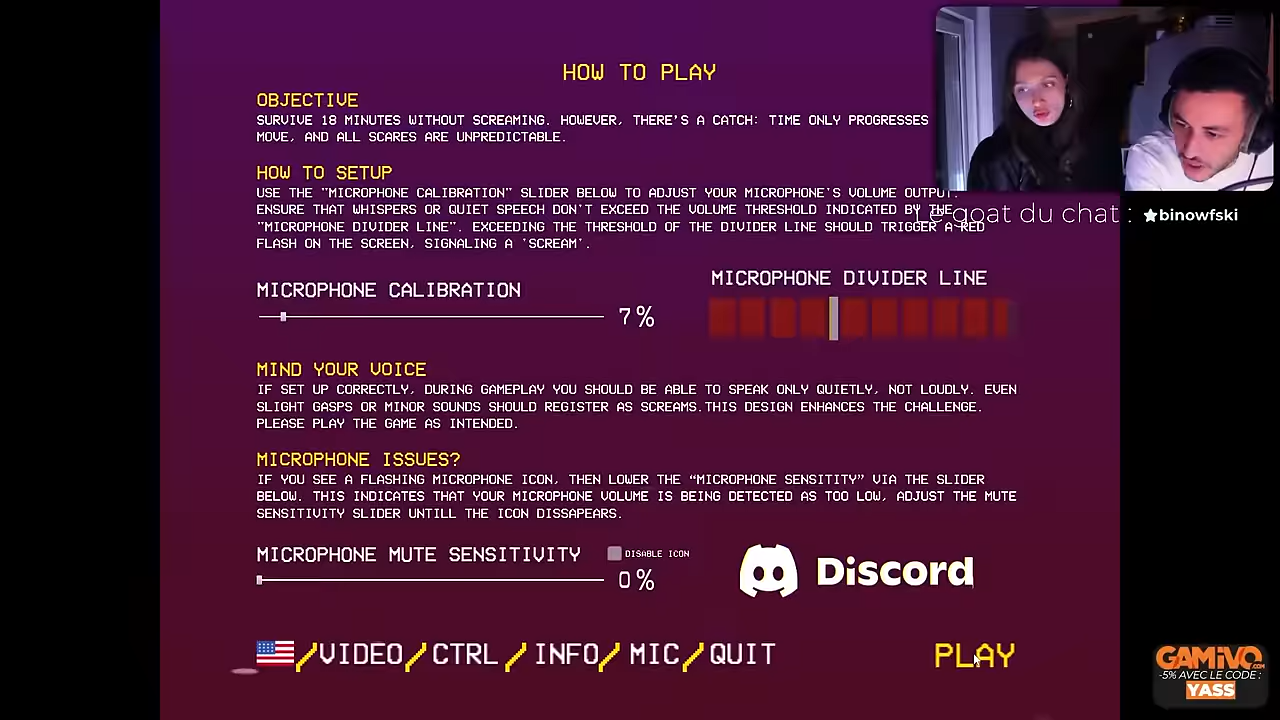 HOW TO PLAY
OBJECTIVE
SURVIVE 18 MINUTES WITHOUT SCREAMING. HOWEVER, THERE'S A CATCH: TIME ONLY PROGRESSES
MOVE, AND ALL SCARES ARE UNPREDICTABLE.
HOW TO SETUP
USE THE "MICROPHONE CALIBRATION" SLIDER BELOW TO ADJUST YOUR MICROPHONE'S VOLUME OUTPUT.
ENSURE THAT WHISPERS OR QUIET SPEECH DON'T EXCEED THE VOLUME THRESHOLD INDICATED BY THE
"MICROPHONE DIVIDER LINE". EXCEEDING THE THRESHOLD OF THE DIVIDER LINE SHOULD TRIGGER A RED
FLASH ON THE SCREEN, SIGNALING A 'SCREAM'.
Le goat du chat : binowfski
MICROPHONE CALIBRATION
7%
MICROPHONE DIVIDER LINE
MIND YOUR VOICE
IF SET UP CORRECTLY, DURING GAMEPLAY YOU SHOULD BE ABLE TO SPEAK ONLY QUIETLY, NOT LOUDLY. EVEN
SLIGHT GASPS OR MINOR SOUNDS SHOULD REGISTER AS SCREAMS.THIS DESIGN ENHANCES THE CHALLENGE.
PLEASE PLAY THE GAME AS INTENDED.
MICROPHONE ISSUES?
IF YOU SEE A FLASHING MICROPHONE ICON, THEN LOWER THE “MICROPHONE SENSITITY” VIA THE SLIDER
BELOW. THIS INDICATES THAT YOUR MICROPHONE VOLUME IS BEING DETECTED AS TOO LOW, ADJUST THE MUTE
SENSITIVITY SLIDER UNTILL THE ICON DISSAPEARS.
MICROPHONE MUTE SENSITIVITY
DISABLE ICON
0%
Discord
/VIDEO/CTRL/INFO/MIC/QUIT
PLAY
GAMIVO.COM
-5% AVEC LE CODE :
YASS